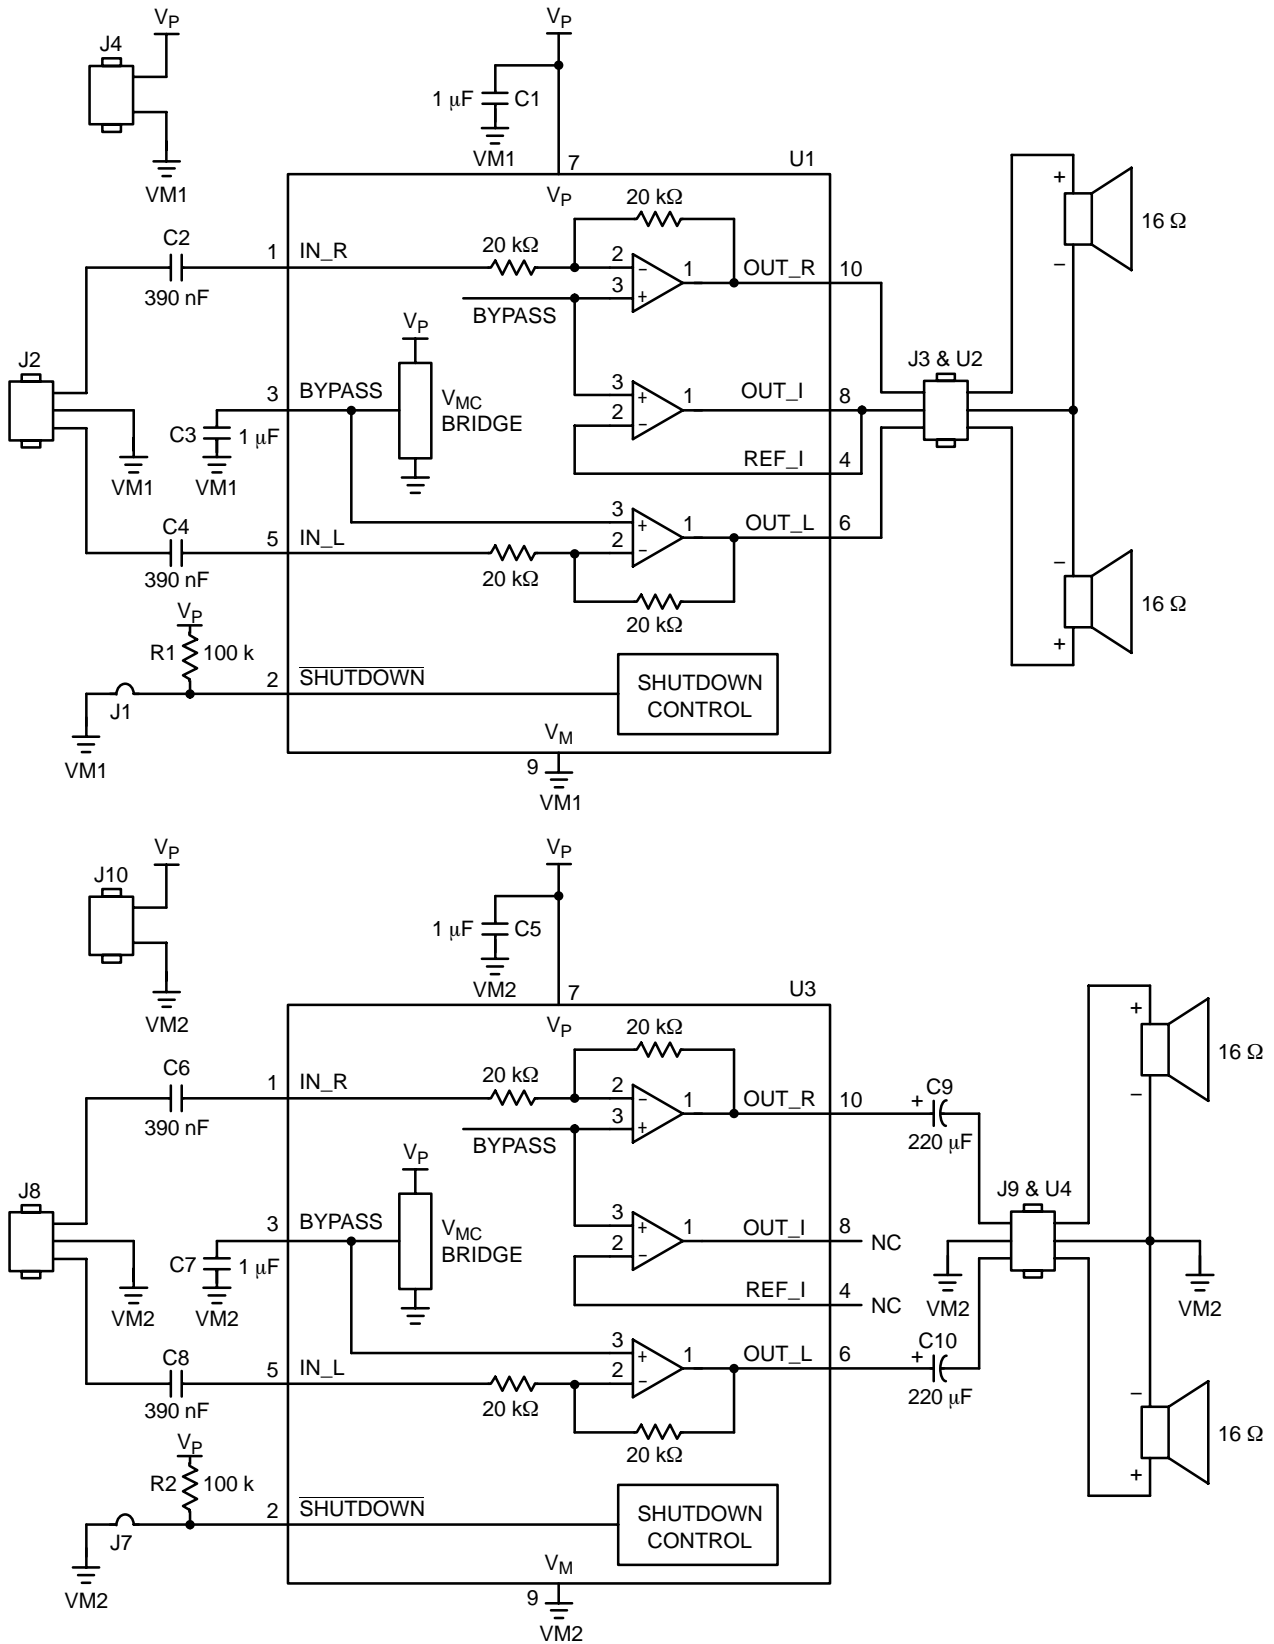 VP
J4
VM1
VP
1 μF
C1
VM1
7
U1
VP
20 kΩ
C2
390 nF
1
IN_R
20 kΩ
2
−
3
+
1
OUT_R
10
BYPASS
16 Ω
+
−
J2
VM1
C3
1 μF
VM1
3
BYPASS
VP
VMC
BRIDGE
3
+
2
−
1
OUT_I
8
REF_I
4
J3 & U2
C4
390 nF
5
IN_L
20 kΩ
3
+
2
−
1
OUT_L
6
20 kΩ
−
+
16 Ω
VP
R1
100 k
2
SHUTDOWN
J1
VM1
SHUTDOWN
CONTROL
VM
9
VM1
VP
J10
VM2
VP
1 μF
C5
VM2
7
U3
VP
20 kΩ
C6
390 nF
1
IN_R
20 kΩ
2
−
3
+
1
OUT_R
10
BYPASS
+
C9
220 μF
+
−
16 Ω
J8
VM2
C7
1 μF
VM2
3
BYPASS
VP
VMC
BRIDGE
3
+
2
−
1
OUT_I
8
NC
REF_I
4
NC
J9 & U4
VM2
VM2
C8
390 nF
5
IN_L
20 kΩ
3
+
2
−
1
OUT_L
6
20 kΩ
+
C10
220 μF
−
+
16 Ω
VP
R2
100 k
2
SHUTDOWN
J7
VM2
SHUTDOWN
CONTROL
VM
9
VM2